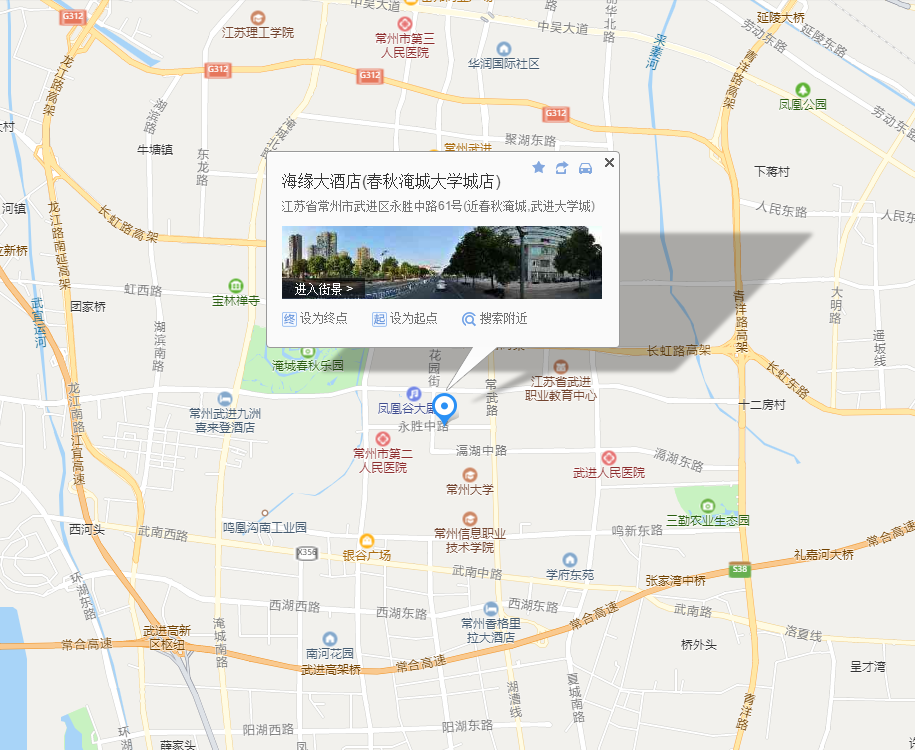 G312
中吴大道
江苏理工学院
常州市第三
人民医院
中吴大道
华润国际社区
采菱河
延陵大桥
劳动东路
延陵东路
龙江路高架
G312
G312
青洋路高架
凤凰公园
劳动东路
G312
湖滨路
牛塘镇
东龙路
聚湖东路
常州武进
下蒋村
河镇
长虹路高架
龙江路南延高架
人民东路
人民东路
海缘大酒店(春秋淹城大学城店)
江苏省常州市武进区永胜中路61号(近春秋淹城,武进大学城)
进入街景 >
终 设为终点
起 设为起点
搜索附近
武宜运河
团家桥
虹西路
宝林禅寺
湖滨南路
青洋路高架
大明路
遥坂线
淹城春秋乐园
花园街
长虹路高架
长虹东路
江苏省武进
职业教育中心
常武路
龙江路南路江宜高速
常州武进九洲
喜来登酒店
凤凰谷大剧
永胜中路
十二房村
常州市第二
人民医院
滆湖中路
滆湖东路
武进人民医院
常州大学
三勤农业生态园
鸣凰沟南工业园
西河头
武南西路
常州信息职业
技术学院
鸣新东路
常合高速
K356
银谷广场
礼嘉河大桥
武南中路
学府东苑
S38
张家湾中桥
环湖东路
西湖西路
西湖东路
西湖东路
武南路
常州香格里
拉大酒店
常合高速
洛夏线
武进高新
区枢纽
常合高速
淹城南路
南河花园
武进高架桥
常合高速
桥外头
呈才湾
湖滆线
夏城南路
青洋路
阳湖西路
阳湖东路
环
凤
薛家头